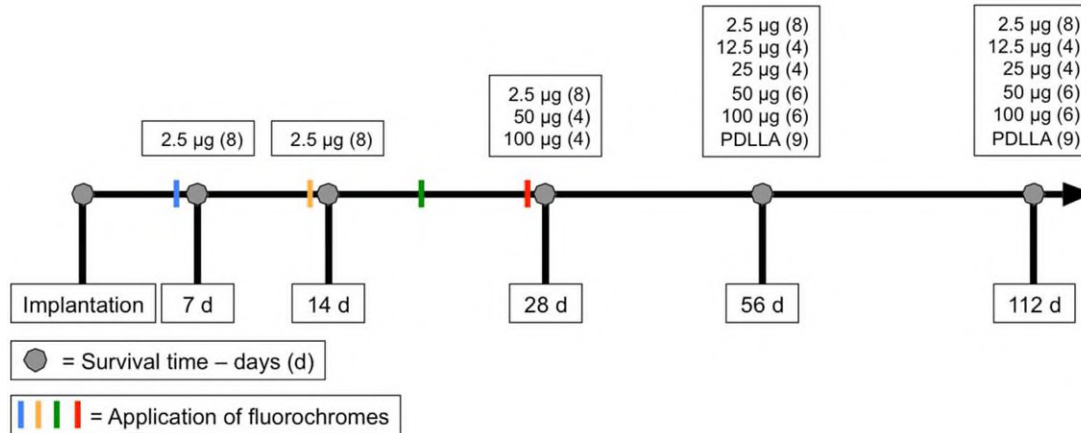 2.5 µg (8)
2.5 µg (8)
2.5 µg (8)
50 µg (4)
100 µg (4)
2.5 µg (8)
12.5 µg (4)
25 µg (4)
50 µg (6)
100 µg (6)
PDLLA (9)
2.5 µg (8)
12.5 µg (4)
25 µg (4)
50 µg (6)
100 µg (6)
PDLLA (9)
Implantation
7 d
14 d
28 d
56 d
112 d
= Survival time – days (d)
= Application of fluorochromes